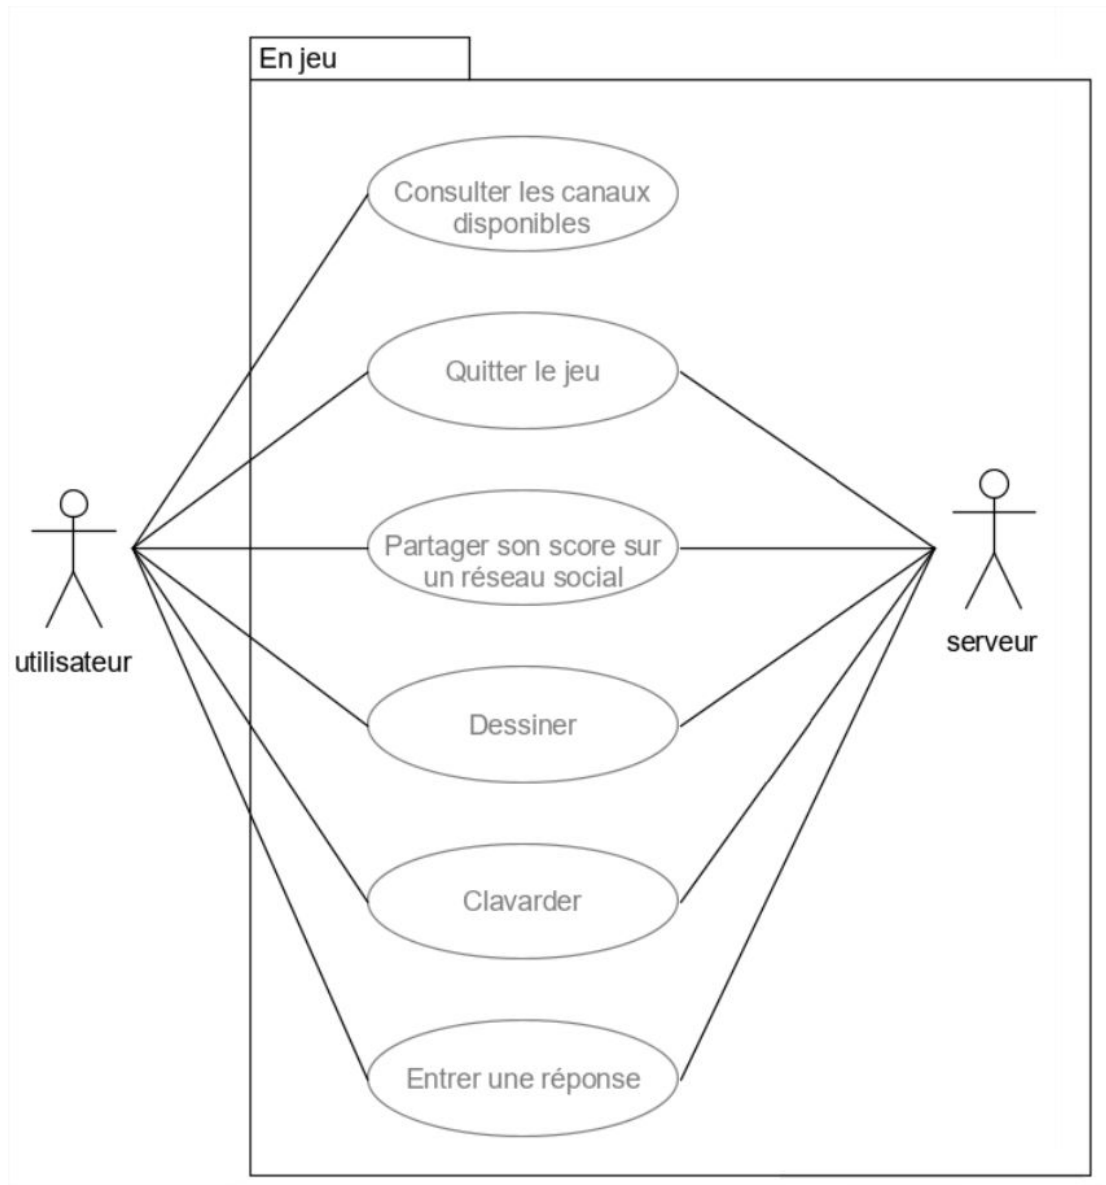 En jeu
Consulter les canaux
disponibles
Quitter le jeu
Partager son score sur
un réseau social
utilisateur
serveur
Dessiner
Clavarder
Entrer une réponse